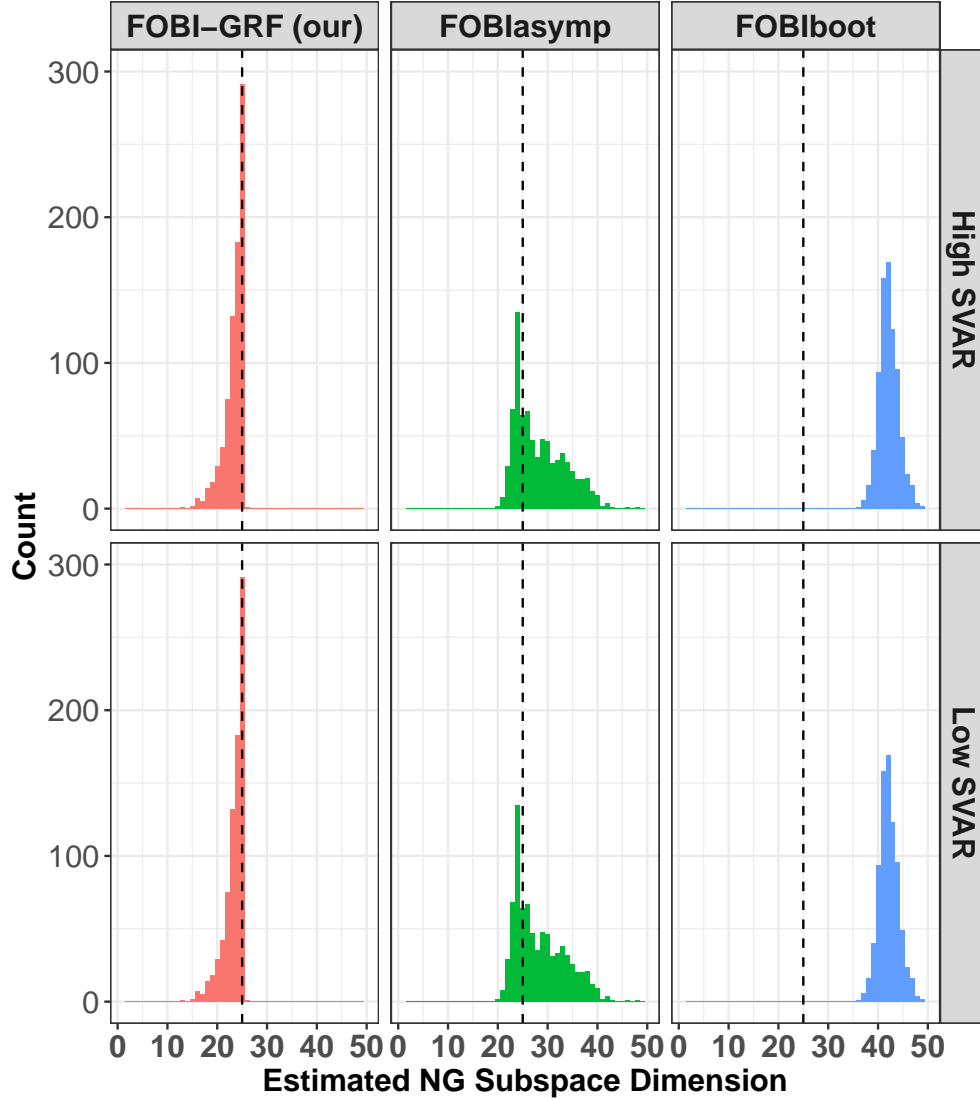 FOBI−GRF (our) FOBIasymp FOBIboot
300
200
100
0
High SVAR
Count
300
200
100
0
Low SVAR
0 10 20 30 40 50 0 10 20 30 40 50 0 10 20 30 40 50
Estimated NG Subspace Dimension